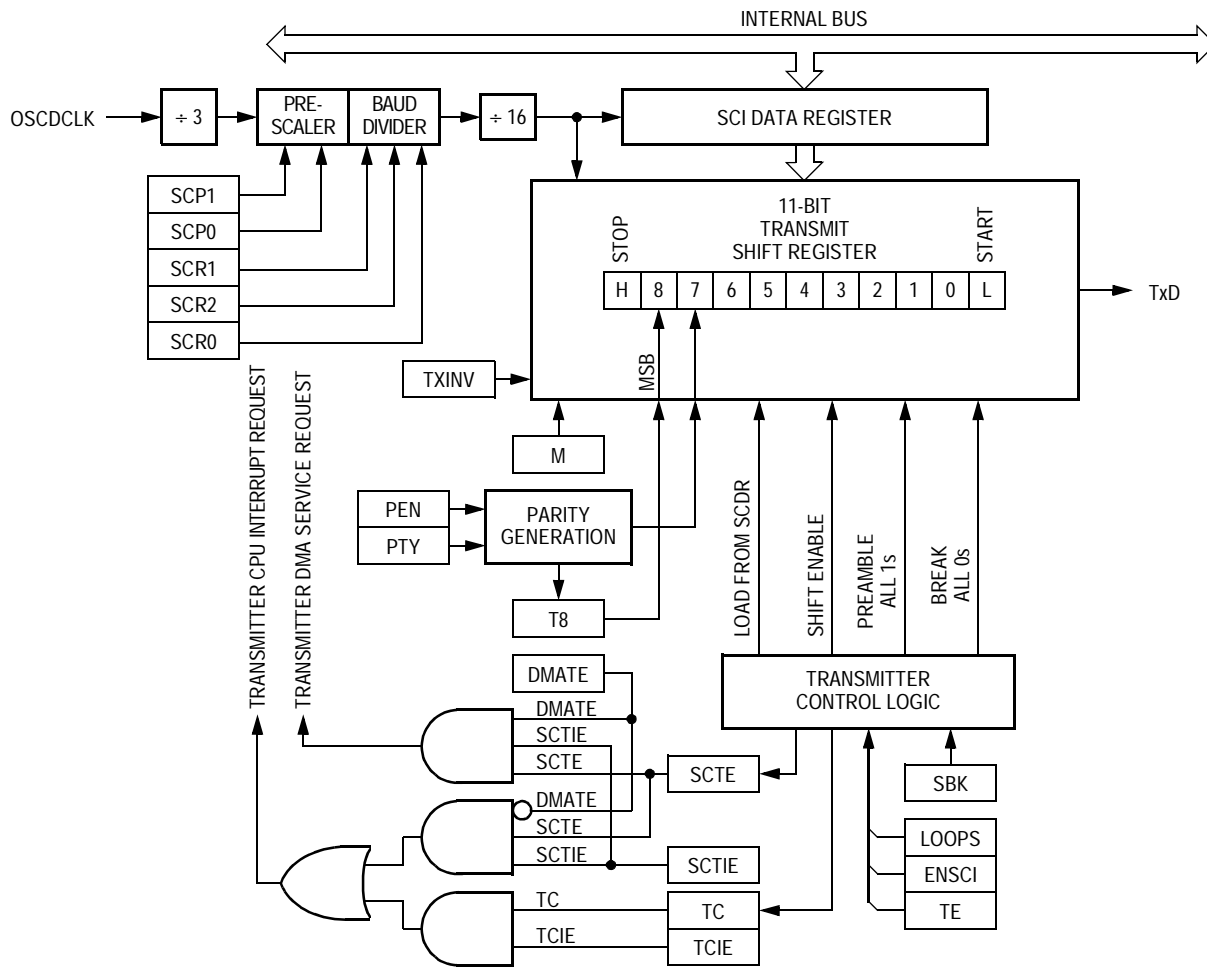 INTERNAL BUS
OSCDCLK
÷ 3
PRE-
SCALER
BAUD
DIVIDER
÷ 16
SCI DATA REGISTER
SCP1
SCP0
SCR1
SCR2
SCR0
11-BIT
TRANSMIT
SHIFT REGISTER
STOP
START
H 8 7 6 5 4 3 2 1 0 L
TxD
MSB
TXINV
M
PEN
PTY
PARITY
GENERATION
T8
TRANSMITTER CPU INTERRUPT REQUEST
TRANSMITTER DMA SERVICE REQUEST
LOAD FROM SCDR
SHIFT ENABLE
PREAMBLE
ALL 1s
BREAK
ALL 0s
TRANSMITTER
CONTROL LOGIC
DMATE
DMATE
SCTIE
SCTE
SCTE
DMATE
SCTE
SCTIE
SCTIE
TC
TC
TCIE
TCIE
SBK
LOOPS
ENSCI
TE